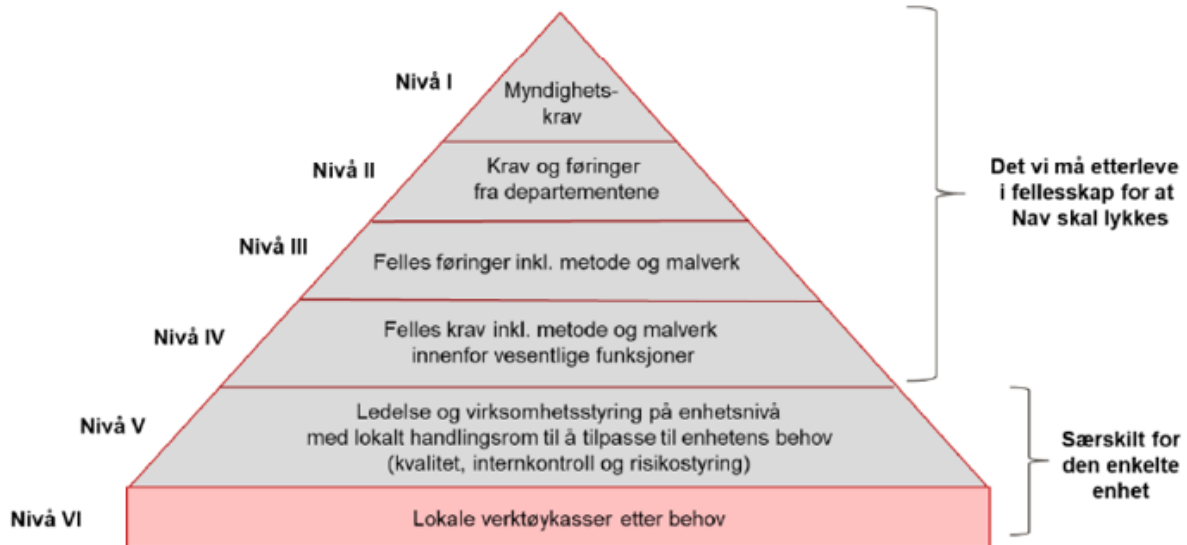 Nivå I
Myndighets-
krav
Nivå II
Krav og føringer
fra departementene
Nivå III
Felles føringer inkl. metode og malverk
Nivå IV
Felles krav inkl. metode og malverk
innenfor vesentlige funksjoner
Det vi må etterleve
i fellesskap for at
Nav skal lykkes
Nivå V
Ledelse og virksomhetsstyring på enhetsnivå
med lokalt handlingsrom til å tilpasse til enhetens behov
(kvalitet, internkontroll og risikostyring)
Nivå VI
Lokale verktøykasser etter behov
Særskilt for
den enkelte
enhet